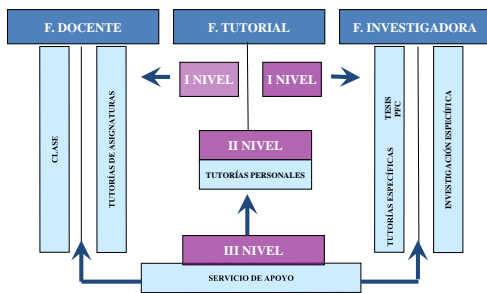 F. DOCENTE
F. TUTORIAL
F. INVESTIGADORA
I NIVEL
I NIVEL
CLASE
TUTORÍAS DE ASIGNATURAS
II NIVEL
TUTORÍAS PERSONALES
TUTORÍAS ESPECÍFICAS
TESIS
PFC
INVESTIGACIÓN ESPECÍFICA
III NIVEL
SERVICIO DE APOYO